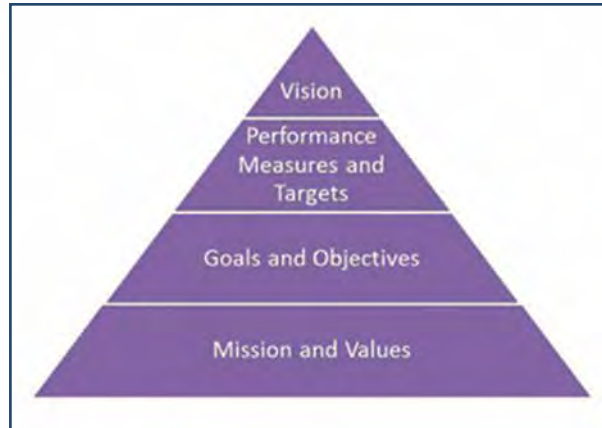 Vision
Performance
Measures and
Targets
Goals and Objectives
Mission and Values